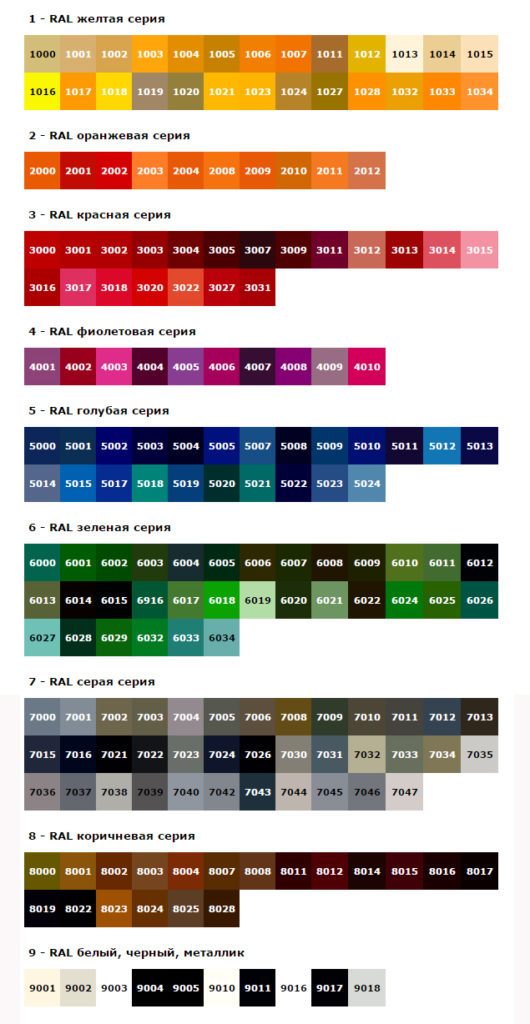 1 - RAL желтая серия
1000 1001 1002 1003 1004 1005 1006 1007 1011 1012 1013 1014 1015
1016 1017 1018 1019 1020 1021 1023 1024 1027 1028 1032 1033 1034
2 - RAL оранжевая серия
2000 2001 2002 2003 2004 2008 2009 2010 2011 2012
3 - RAL красная серия
3000 3001 3002 3003 3004 3005 3007 3009 3011 3012 3013 3014 3015
3016 3017 3018 3020 3022 3027 3031
4 - RAL фиолетовая серия
4001 4002 4003 4004 4005 4006 4007 4008 4009 4010
5 - RAL голубая серия
5000 5001 5002 5003 5004 5005 5007 5008 5009 5010 5011 5012 5013
5014 5015 5017 5018 5019 5020 5021 5022 5023 5024
6 - RAL зеленая серия
6000 6001 6002 6003 6004 6005 6006 6007 6008 6009 6010 6011 6012
6013 6014 6015 6916 6017 6018 6019 6020 6021 6022 6024 6025 6026
6027 6028 6029 6032 6033 6034
7 - RAL серая серия
7000 7001 7002 7003 7004 7005 7006 7008 7009 7010 7011 7012 7013
7015 7016 7021 7022 7023 7024 7026 7030 7031 7032 7033 7034 7035
7036 7037 7038 7039 7040 7042 7043 7044 7045 7046 7047
8 - RAL коричневая серия
8000 8001 8002 8003 8004 8007 8008 8011 8012 8014 8015 8016 8017
8019 8022 8023 8024 8025 8028
9 - RAL белый, черный, металлик
9001 9002 9003 9004 9005 9010 9011 9016 9017 9018